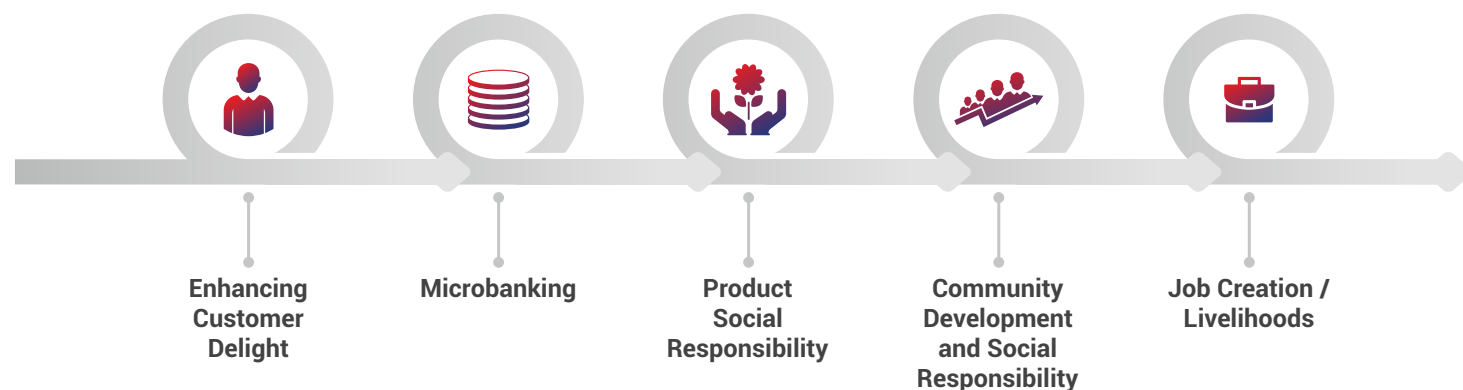 Enhancing
Customer
Delight
Microbanking
Product
Social
Responsibility
Community
Development
and Social
Responsibility
Job Creation /
Livelihoods